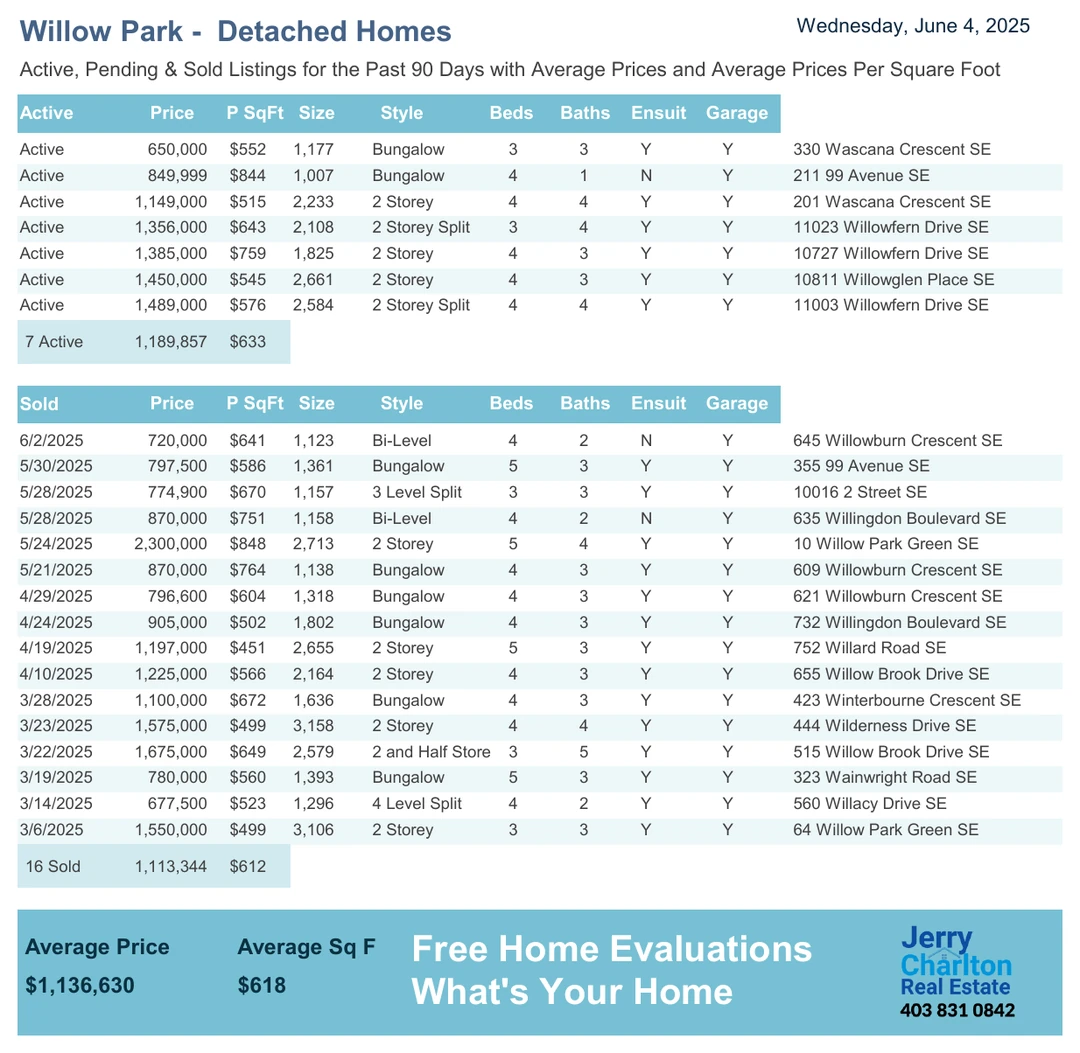 Willow Park - Detached Homes
Wednesday, June 4, 2025
Active, Pending & Sold Listings for the Past 90 Days with Average Prices and Average Prices Per Square Foot
Active Price P SqFt Size Style Beds Baths Ensuit Garage
Active 650,000 $552 1,177 Bungalow 3 3 Y Y 330 Wascana Crescent SE
Active 849,999 $844 1,007 Bungalow 4 1 N Y 211 99 Avenue SE
Active 1,149,000 $515 2,233 2 Storey 4 4 Y Y 201 Wascana Crescent SE
Active 1,356,000 $643 2,108 2 Storey Split 3 4 Y Y 11023 Willowfern Drive SE
Active 1,385,000 $759 1,825 2 Storey 4 3 Y Y 10727 Willowfern Drive SE
Active 1,450,000 $545 2,661 2 Storey 4 3 Y Y 10811 Willowglen Place SE
Active 1,489,000 $576 2,584 2 Storey Split 4 4 Y Y 11003 Willowfern Drive SE
7 Active 1,189,857 $633
Sold Price P SqFt Size Style Beds Baths Ensuit Garage
6/2/2025 720,000 $641 1,123 Bi-Level 4 2 N Y 645 Willowburn Crescent SE
5/30/2025 797,500 $586 1,361 Bungalow 5 3 Y Y 355 99 Avenue SE
5/28/2025 774,900 $670 1,157 3 Level Split 3 3 Y Y 10016 2 Street SE
5/28/2025 870,000 $751 1,158 Bi-Level 4 2 N Y 635 Willingdon Boulevard SE
5/24/2025 2,300,000 $848 2,713 2 Storey 5 4 Y Y 10 Willow Park Green SE
5/21/2025 870,000 $764 1,138 Bungalow 4 3 Y Y 609 Willowburn Crescent SE
4/29/2025 796,600 $604 1,318 Bungalow 4 3 Y Y 621 Willowburn Crescent SE
4/24/2025 905,000 $502 1,802 Bungalow 4 3 Y Y 732 Willingdon Boulevard SE
4/19/2025 1,197,000 $451 2,655 2 Storey 5 3 Y Y 752 Willard Road SE
4/10/2025 1,225,000 $566 2,164 2 Storey 4 3 Y Y 655 Willow Brook Drive SE
3/28/2025 1,100,000 $672 1,636 Bungalow 4 3 Y Y 423 Winterbourne Crescent SE
3/23/2025 1,575,000 $499 3,158 2 Storey 4 4 Y Y 444 Wilderness Drive SE
3/22/2025 1,675,000 $649 2,579 2 and Half Store 3 5 Y Y 515 Willow Brook Drive SE
3/19/2025 780,000 $560 1,393 Bungalow 5 3 Y Y 323 Wainwright Road SE
3/14/2025 677,500 $523 1,296 4 Level Split 4 2 Y Y 560 Willacy Drive SE
3/6/2025 1,550,000 $499 3,106 2 Storey 3 3 Y Y 64 Willow Park Green SE
16 Sold 1,113,344 $612
Average Price Average Sq F
$1,136,630 $618
Free Home Evaluations
What's Your Home
Jerry
Charlton
Real Estate
403 831 0842